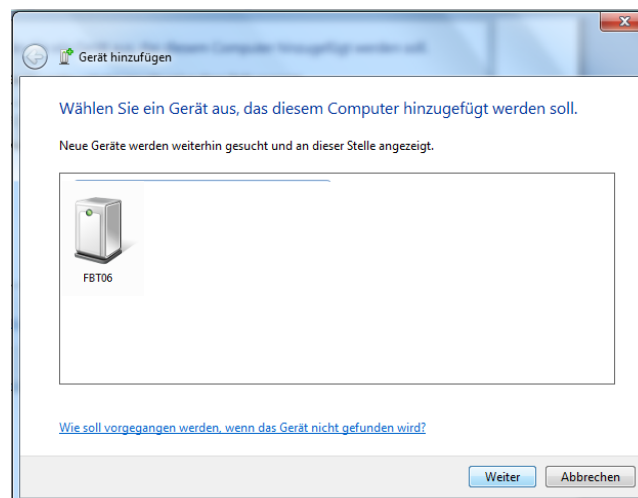 Gerät hinzufügen
Wählen Sie ein Gerät aus, das diesem Computer hinzugefügt werden soll.
Neue Geräte werden weiterhin gesucht und an dieser Stelle angezeigt.
FBT06
Wie soll vorgegangen werden, wenn das Gerät nicht gefunden wird?
Weiter
Abbrechen